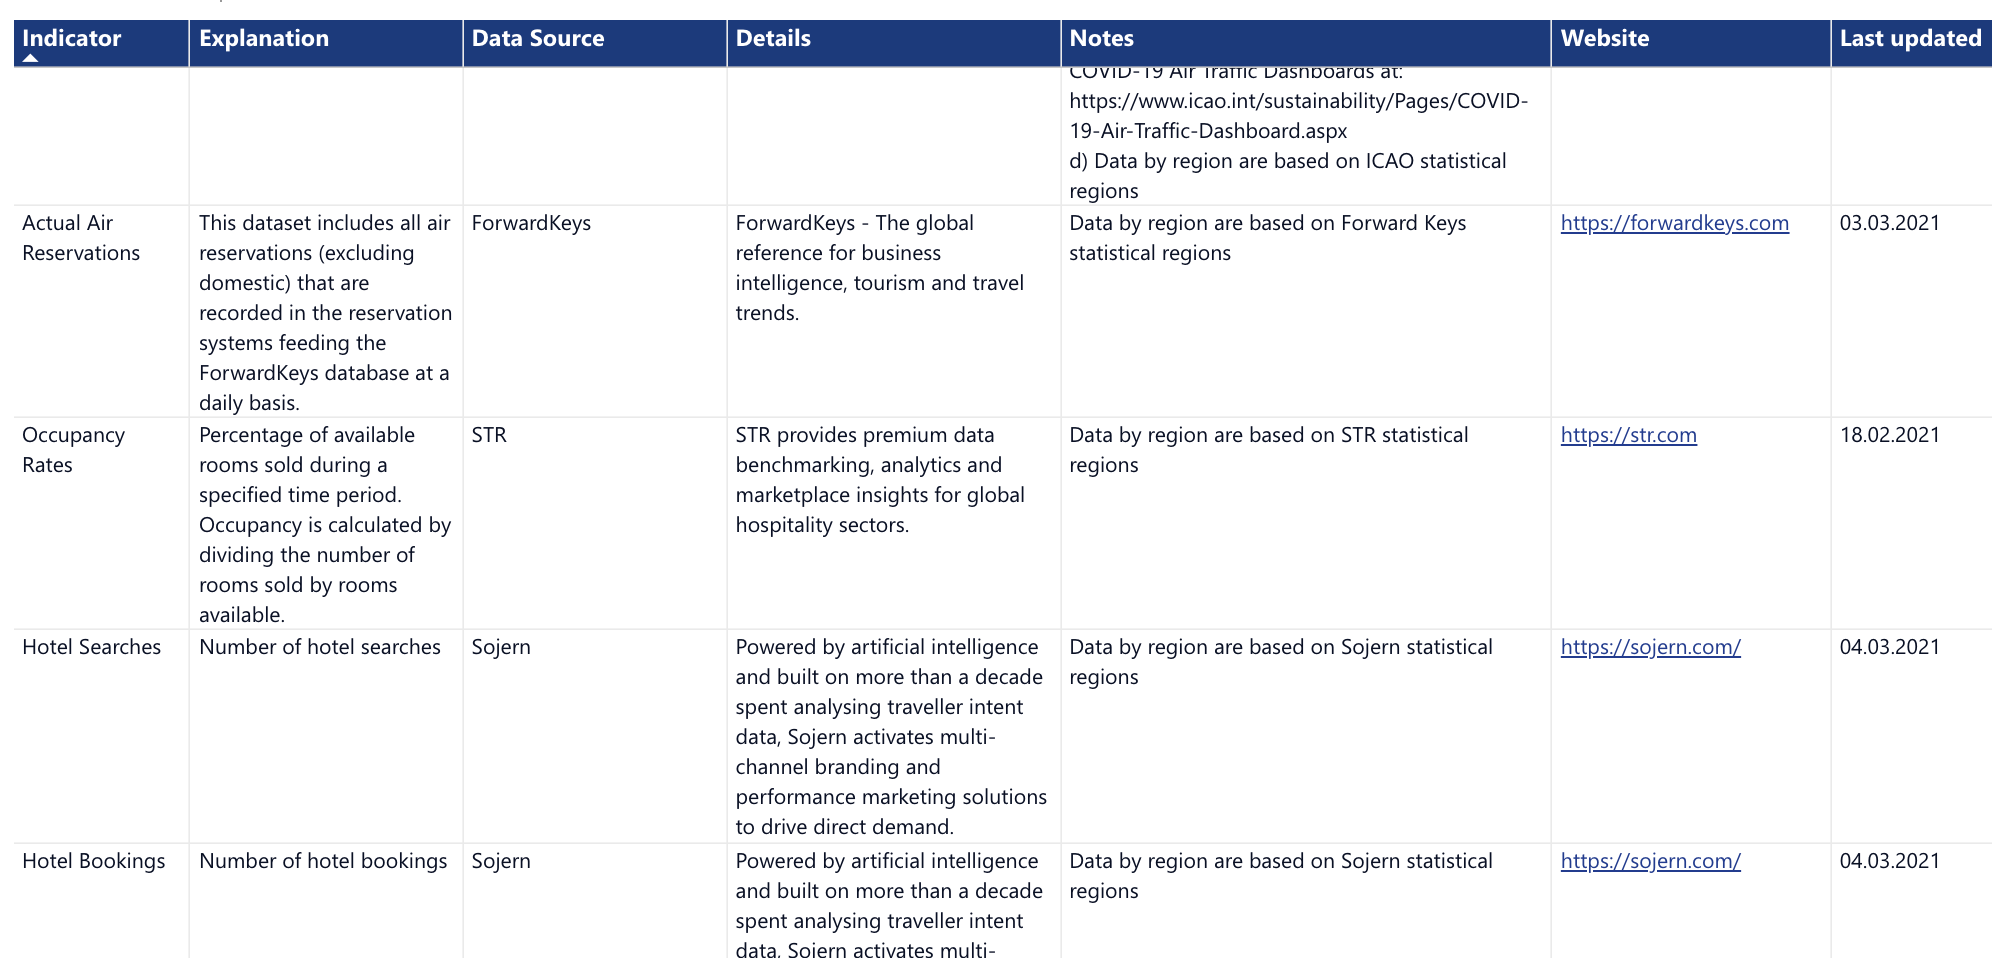 Indicator Explanation Data Source Details Notes Website Last updated
COVID-19 Air Traffic Dashboards at:
https://www.icao.int/sustainability/Pages/COVID-
19-Air-Traffic-Dashboard.aspx
d) Data by region are based on ICAO statistical
regions
Actual Air
Reservations
This dataset includes all air
reservations (excluding
domestic) that are
recorded in the reservation
systems feeding the
ForwardKeys database at a
daily basis.
ForwardKeys
ForwardKeys - The global
reference for business
intelligence, tourism and travel
trends.
Data by region are based on Forward Keys
statistical regions
https://forwardkeys.com
03.03.2021
Occupancy
Rates
Percentage of available
rooms sold during a
specified time period.
Occupancy is calculated by
dividing the number of
rooms sold by rooms
available.
STR
STR provides premium data
benchmarking, analytics and
marketplace insights for global
hospitality sectors.
Data by region are based on STR statistical
regions
https://str.com
18.02.2021
Hotel Searches
Number of hotel searches
Sojern
Powered by artificial intelligence
and built on more than a decade
spent analysing traveller intent
data, Sojern activates multi-
channel branding and
performance marketing solutions
to drive direct demand.
Data by region are based on Sojern statistical
regions
https://sojern.com/
04.03.2021
Hotel Bookings
Number of hotel bookings
Sojern
Powered by artificial intelligence
and built on more than a decade
spent analysing traveller intent
data, Sojern activates multi-
Data by region are based on Sojern statistical
regions
https://sojern.com/
04.03.2021